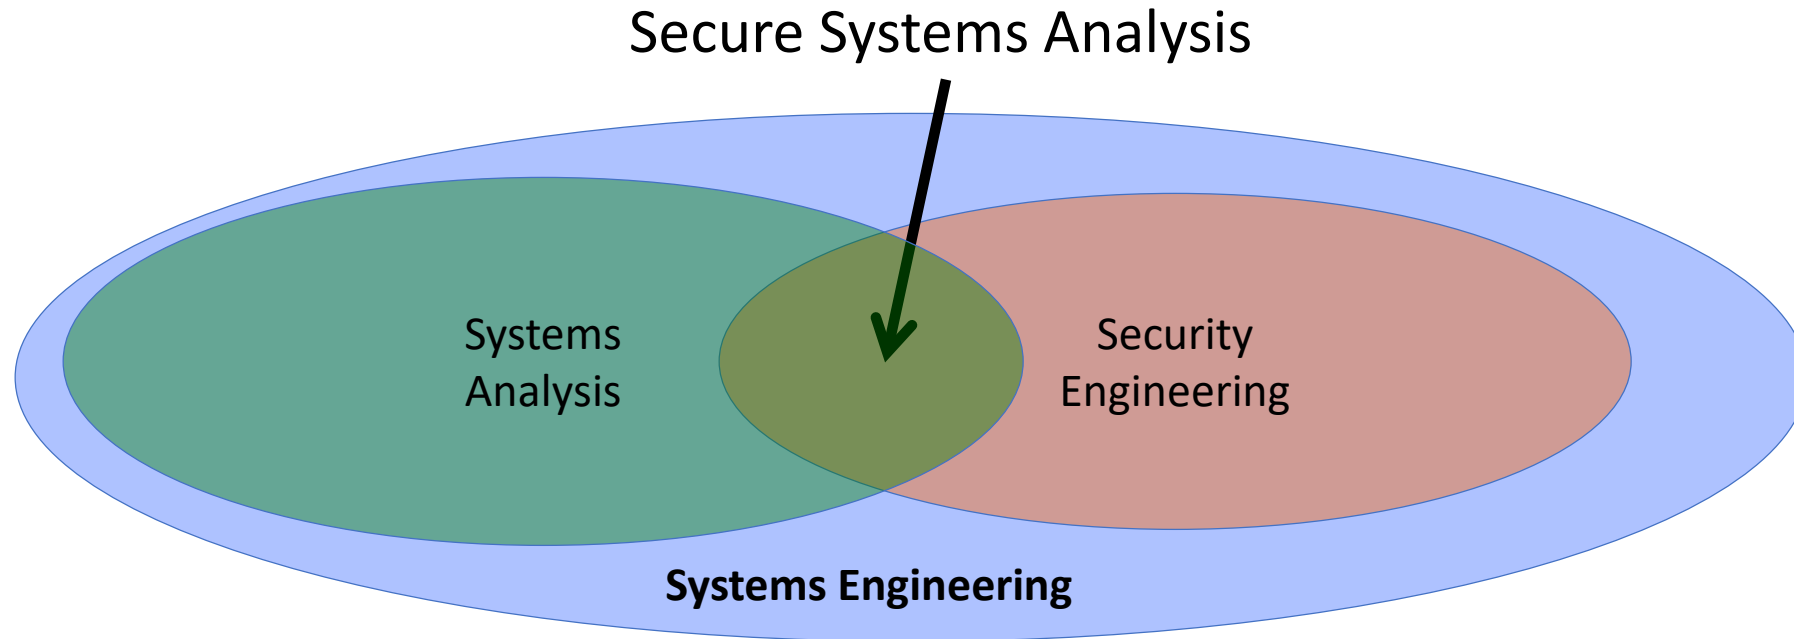 Secure Systems Analysis
Systems
Analysis
Security
Engineering
Systems Engineering